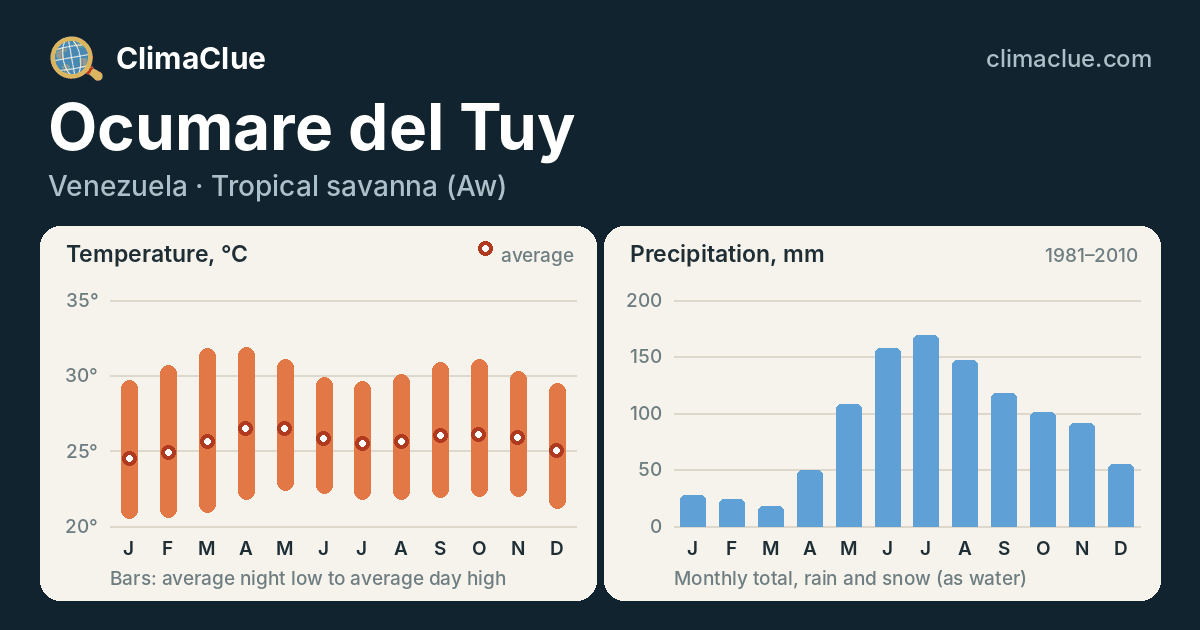 ClimaClue
climaclue.com
Ocumare del Tuy
Venezuela · Tropical savanna (Aw)
Temperature, °C
average
35°
30°
25°
20°
J F M A M J J A S O N D
Bars: average night low to average day high
Precipitation, mm
1981–2010
200
150
100
50
0
J F M A M J J A S O N D
Monthly total, rain and snow (as water)